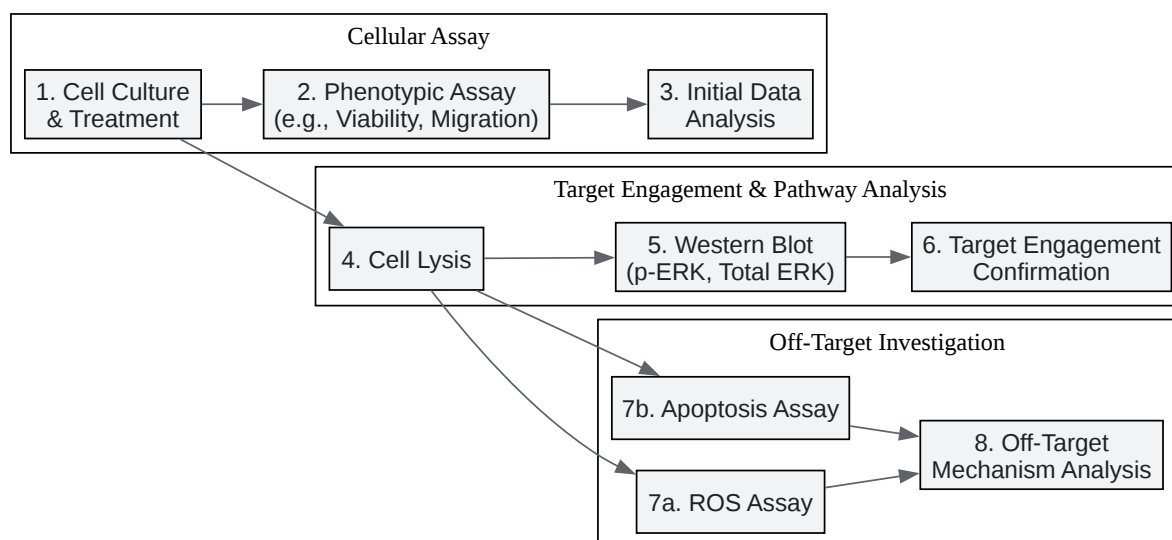 Cellular Assay
1. Cell Culture
& Treatment
2. Phenotypic Assay
(e.g., Viability, Migration)
3. Initial Data
Analysis
Target Engagement & Pathway Analysis
4. Cell Lysis
5. Western Blot
(p-ERK, Total ERK)
6. Target Engagement
Confirmation
Off-Target Investigation
7b. Apoptosis Assay
8. Off-Target
Mechanism Analysis
7a. ROS Assay